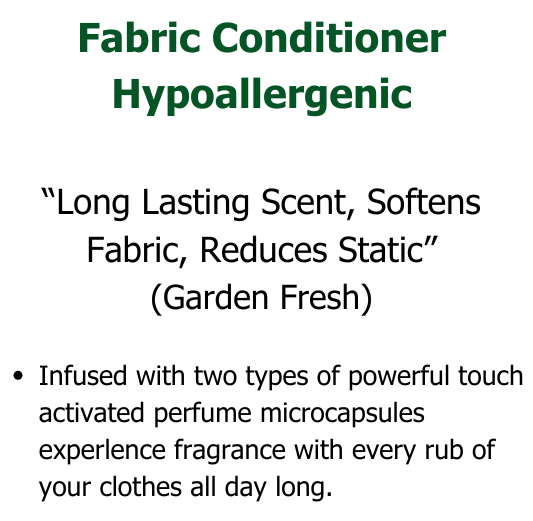 Fabric Conditioner
Hypoallergenic
“Long Lasting Scent, Softens
Fabric, Reduces Static”
(Garden Fresh)
• Infused with two types of powerful touch
activated perfume microcapsules
experlence fragrance with every rub of
your clothes all day long.